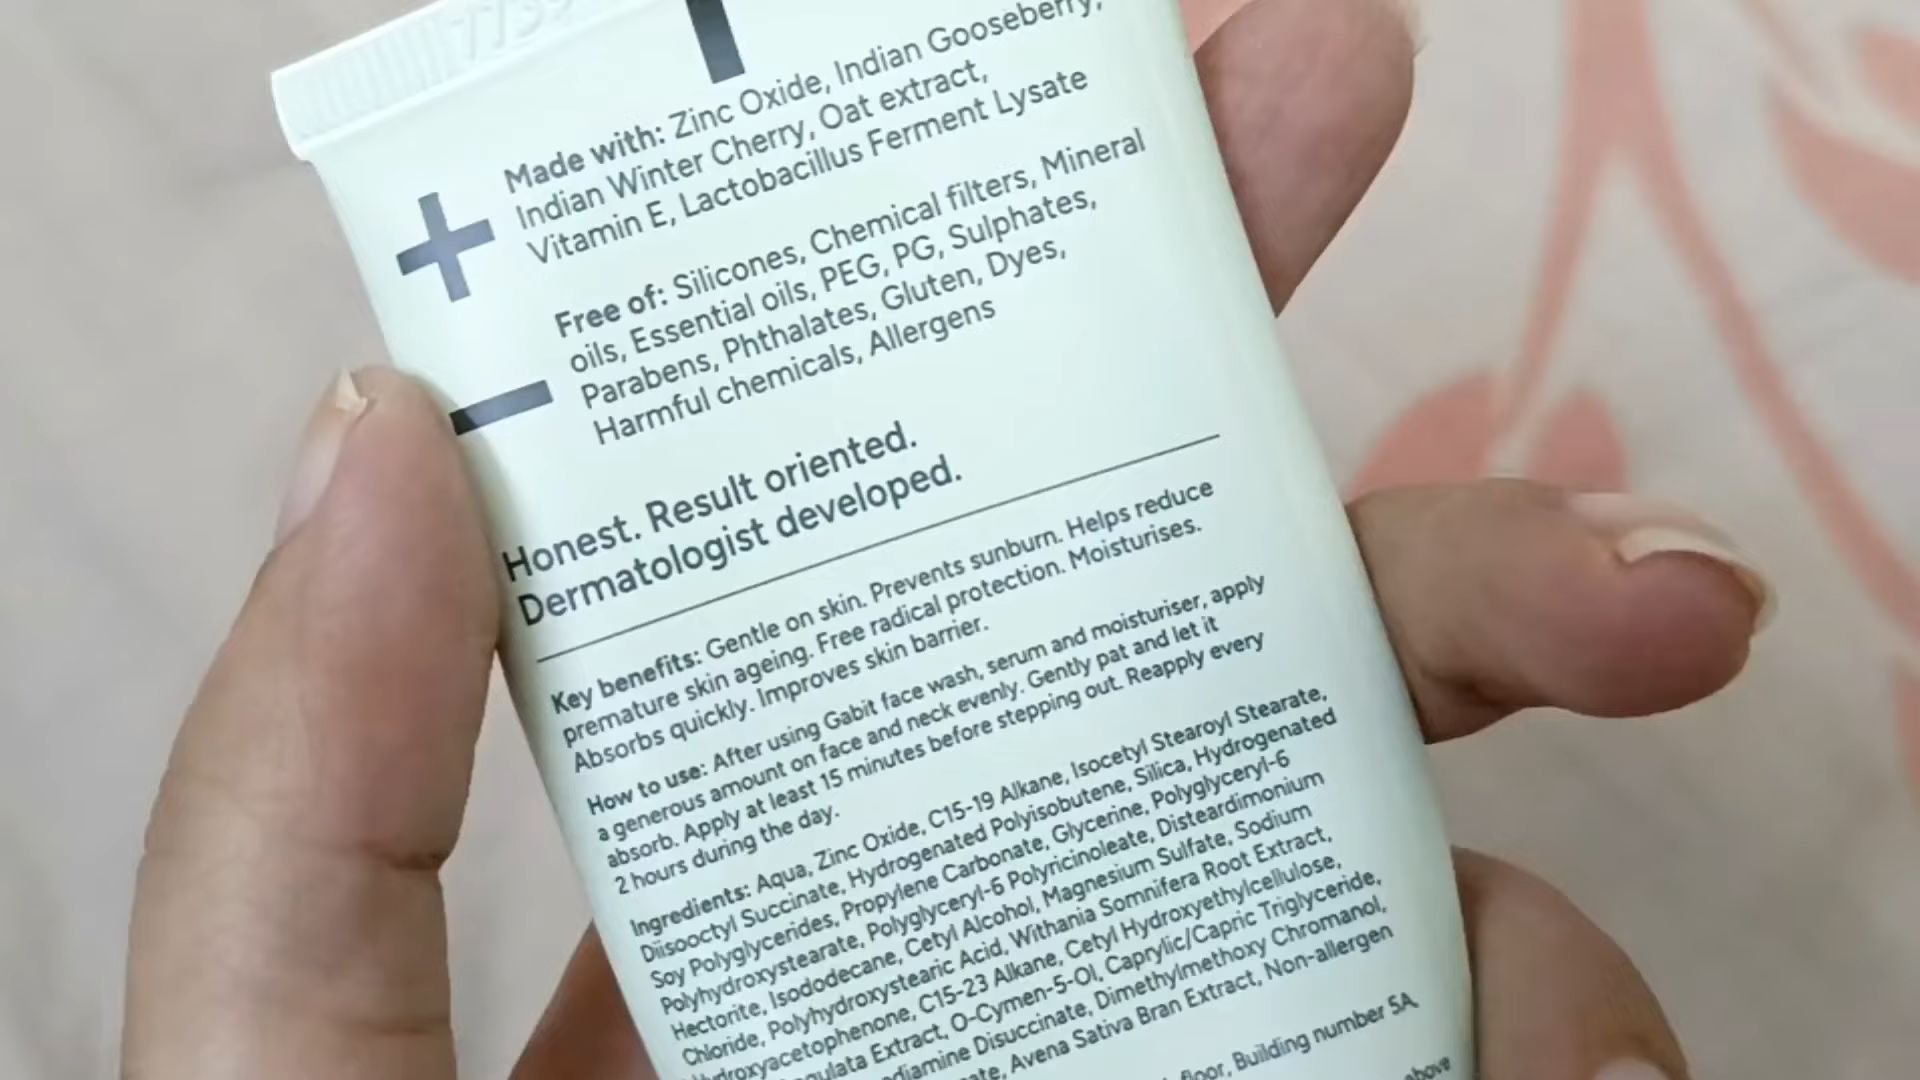 Made with: Zinc Oxide, Indian Gooseberry,
Indian Winter Cherry, Oat extract,
Vitamin E, Lactobacillus Ferment Lysate
Free of: Silicones, Chemical filters, Mineral
oils, Essential oils, PEG, PG, Sulphates,
Parabens, Phthalates, Gluten, Dyes,
Harmful chemicals, Allergens
Honest. Result oriented.
Dermatologist developed.
Key benefits: Gentle on skin. Prevents sunburn. Helps reduce
premature skin ageing. Free radical protection. Moisturises.
Absorbs quickly. Improves skin barrier.
How to use: After using Gabit face wash, serum and moisturiser, apply
a generous amount on face and neck evenly. Gently pat and let it
absorb. Apply at least 15 minutes before stepping out. Reapply every
2 hours during the day.
Ingredients: Aqua, Zinc Oxide, C15-19 Alkane, Isocetyl Stearoyl Stearate,
Diisooctyl Succinate, Hydrogenated Polyisobutene, Silica, Hydrogenated
Soy Polyglycerides, Propylene Carbonate, Glycerine, Polyglyceryl-6
Polyhydroxystearate, Polyglyceryl-6 Polyricinoleate, Disteardimonium
Hectorite, Isododecane, Cetyl Alcohol, Magnesium Sulfate, Sodium
Chloride, Polyhydroxystearic Acid, Withania Somnifera Root Extract,
Hydroxyacetophenone, C15-23 Alkane, Cetyl Hydroxyethylcellulose,
Extract, O-Cymen-5-Ol, Caprylic/Capric Triglyceride,
Disuccinate, Dimethylmethoxy Chromanol,
Avena Sativa Bran Extract, Non-allergen
floor, Building number 5A,
above